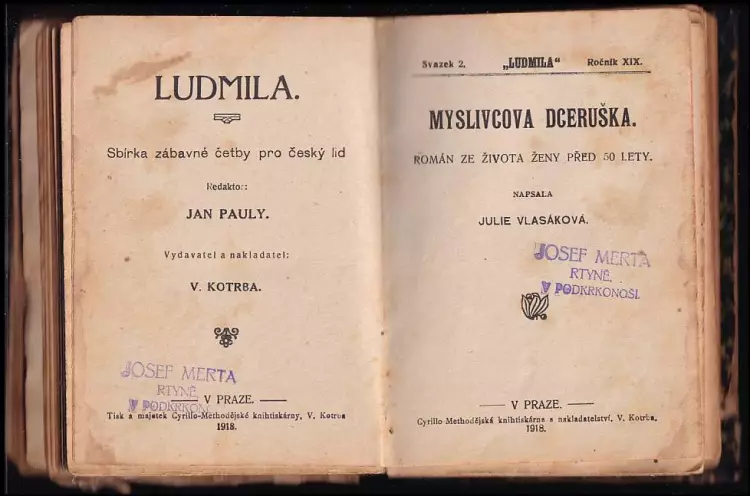 LUDMILA.
Sbírka zábavné četby pro český lid
Redaktor:
JAN PAULY.
Vydavatel a nakladatel:
V. KOTRBA.
JOSEF MERTA
RTYNĚ
V PODKRKON
V PRAZE.
Tisk a majetek Cyrillo-Methodějské knihtiskárny, V. Kotrba
1918.
Svazek 2. „LUDMILA“ Ročník XIX.
MYSLIVCOVA DCERUŠKA.
ROMÁN ZE ŽIVOTA ŽENY PŘED 50 LETY.
NAPSALA
JULIE VLASÁKOVÁ.
JOSEF MERTA
RTYNĚ,
V PODKRKONOŠÍ.
V PRAZE.
Cyrillo-Methodějská knihtiskárna a nakladatelství, V. Kotrba,
1918.